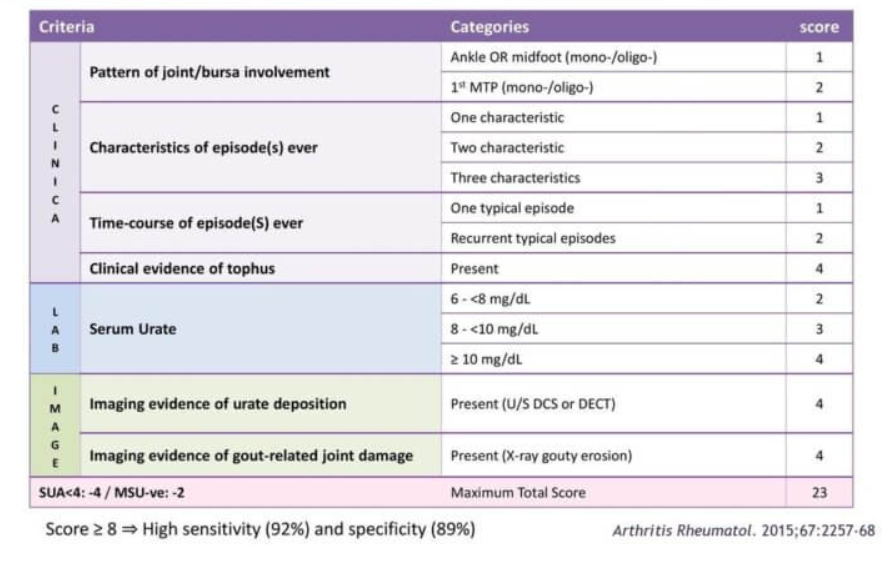 Criteria Categories score
C L I N I C A
Pattern of joint/bursa involvement
Ankle OR midfoot (mono-/oligo-) 1
1st MTP (mono-/oligo-) 2
Characteristics of episode(s) ever
One characteristic 1
Two characteristic 2
Three characteristics 3
Time-course of episode(S) ever
One typical episode 1
Recurrent typical episodes 2
Clinical evidence of tophus Present 4
L A B
Serum Urate
6 - <8 mg/dL 2
8 - <10 mg/dL 3
≥ 10 mg/dL 4
I M A G E
Imaging evidence of urate deposition Present (U/S DCS or DECT) 4
Imaging evidence of gout-related joint damage Present (X-ray gouty erosion) 4
SUA<4: -4 / MSU-ve: -2 Maximum Total Score 23
Score ≥ 8 ⇒ High sensitivity (92%) and specificity (89%) Arthritis Rheumatol. 2015;67:2257-68